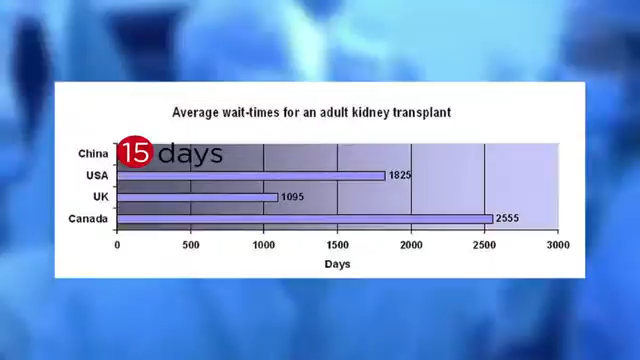 Average wait-times for an adult kidney transplant
China 15 days
USA 1825
UK 1095
Canada 2555
0 500 1000 1500 2000 2500 3000
Days